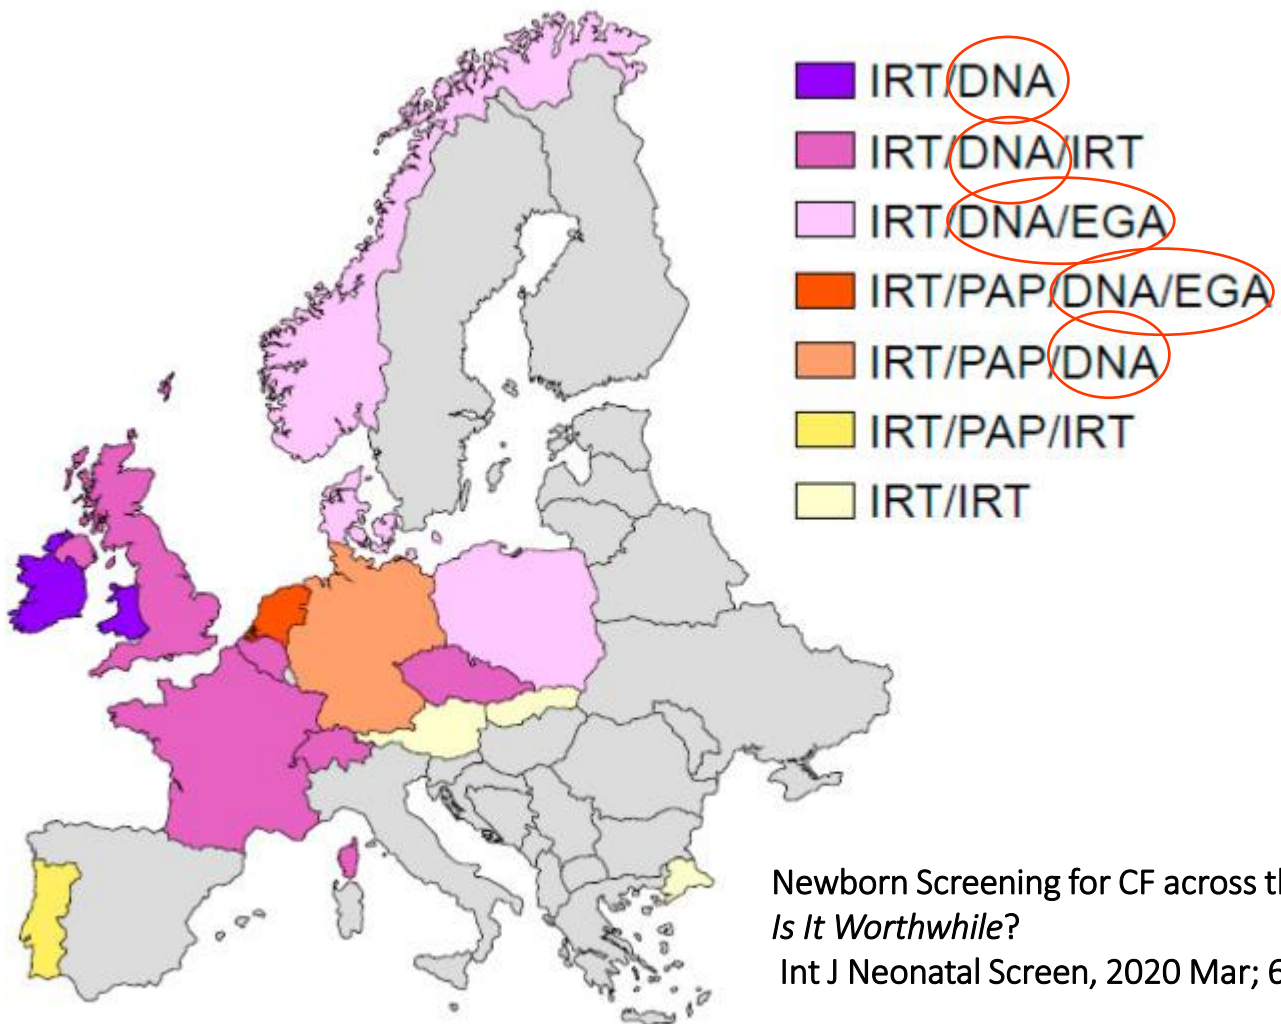 IRT/DNA
IRT/DNA/IRT
IRT/DNA/EGA
IRT/PAP/DNA/EGA
IRT/PAP/DNA
IRT/PAP/IRT
IRT/IRT
Newborn Screening for CF across
Is It Worthwhile?
Int J Neonatal Screen, 2020 Mar; 6